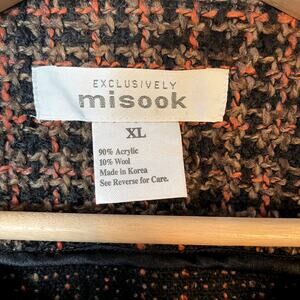 EXCLUSIVELY
misook
XL
90% Acrylic
10% Wool
Made in Korea
See Reverse for Care.